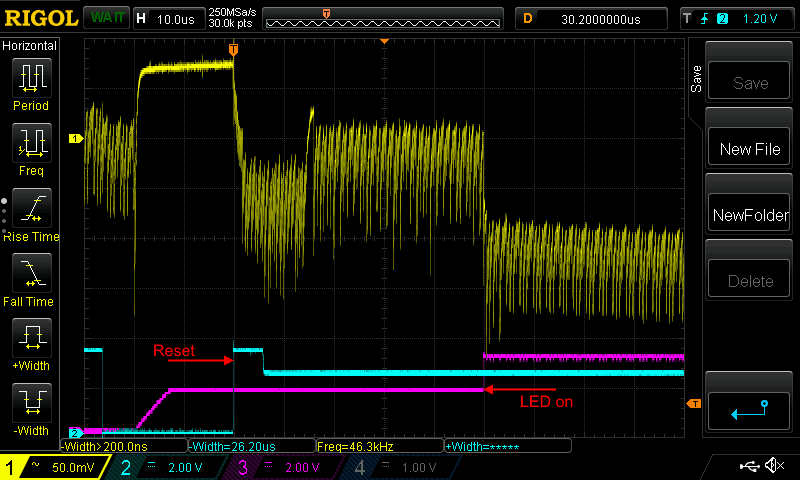 RIGOL WAIT H 10.0us 250MSa/s
30.0k pts T D 30.2000000us T 2 1.20 V
Horizontal
Period
Freq
Rise Time
Fall Time
+Width
-Width
T
1
Reset
LED on
2
T
Save
Save
New File
NewFolder
Delete
-Width>200.0ns -Width=26.20us Freq=46.3kHz +Width=*****
1 ~ 50.0mV 2 = 2.00 V 3 = 2.00 V 4 = 1.00 V